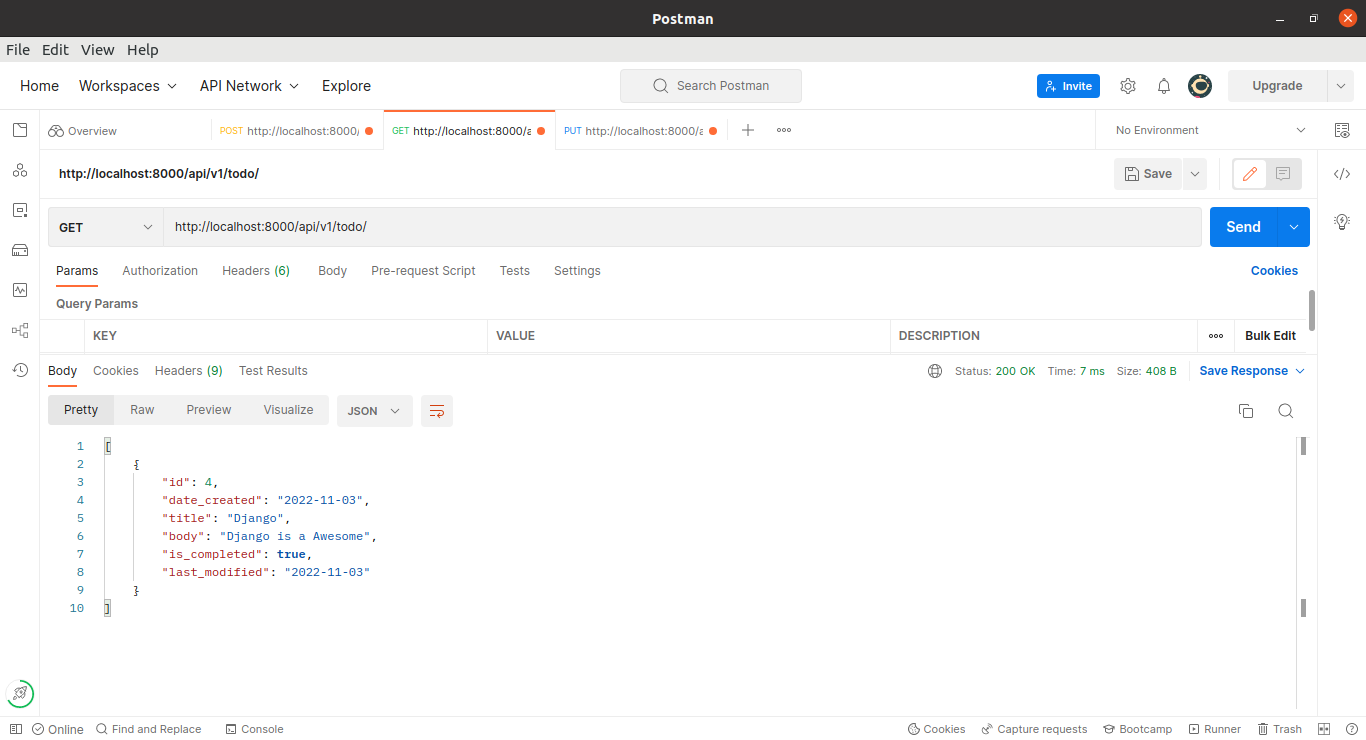 Postman
File Edit View Help
Home Workspaces API Network Explore Search Postman Invite Upgrade
Overview POST http://localhost:8000/ GET http://localhost:8000/a PUT http://localhost:8000/a No Environment
http://localhost:8000/api/v1/todo/ Save
GET http://localhost:8000/api/v1/todo/ Send
Params Authorization Headers (6) Body Pre-request Script Tests Settings Cookies
Query Params
KEY VALUE DESCRIPTION Bulk Edit
Body Cookies Headers (9) Test Results Status: 200 OK Time: 7 ms Size: 408 B Save Response
Pretty Raw Preview Visualize JSON
1 [
2 {
3 "id": 4,
4 "date_created": "2022-11-03",
5 "title": "Django",
6 "body": "Django is a Awesome",
7 "is_completed": true,
8 "last_modified": "2022-11-03"
9 }
10 ]
Online Find and Replace Console Cookies Capture requests Bootcamp Runner Trash